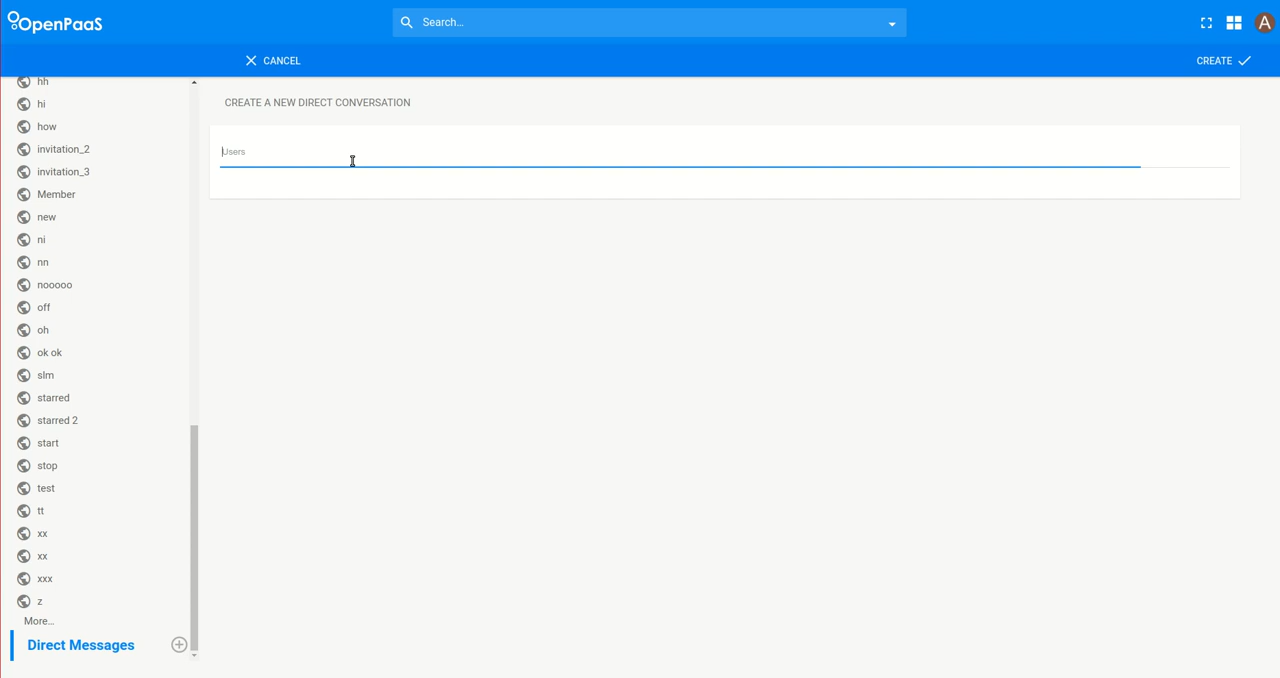 OpenPaaS
Search...
A
CANCEL
CREATE
hh
hi
how
invitation_2
invitation_3
Member
new
ni
nn
nooooo
off
oh
ok ok
slm
starred
starred 2
start
stop
test
tt
xx
xx
xxx
z
More...
Direct Messages
CREATE A NEW DIRECT CONVERSATION
Users